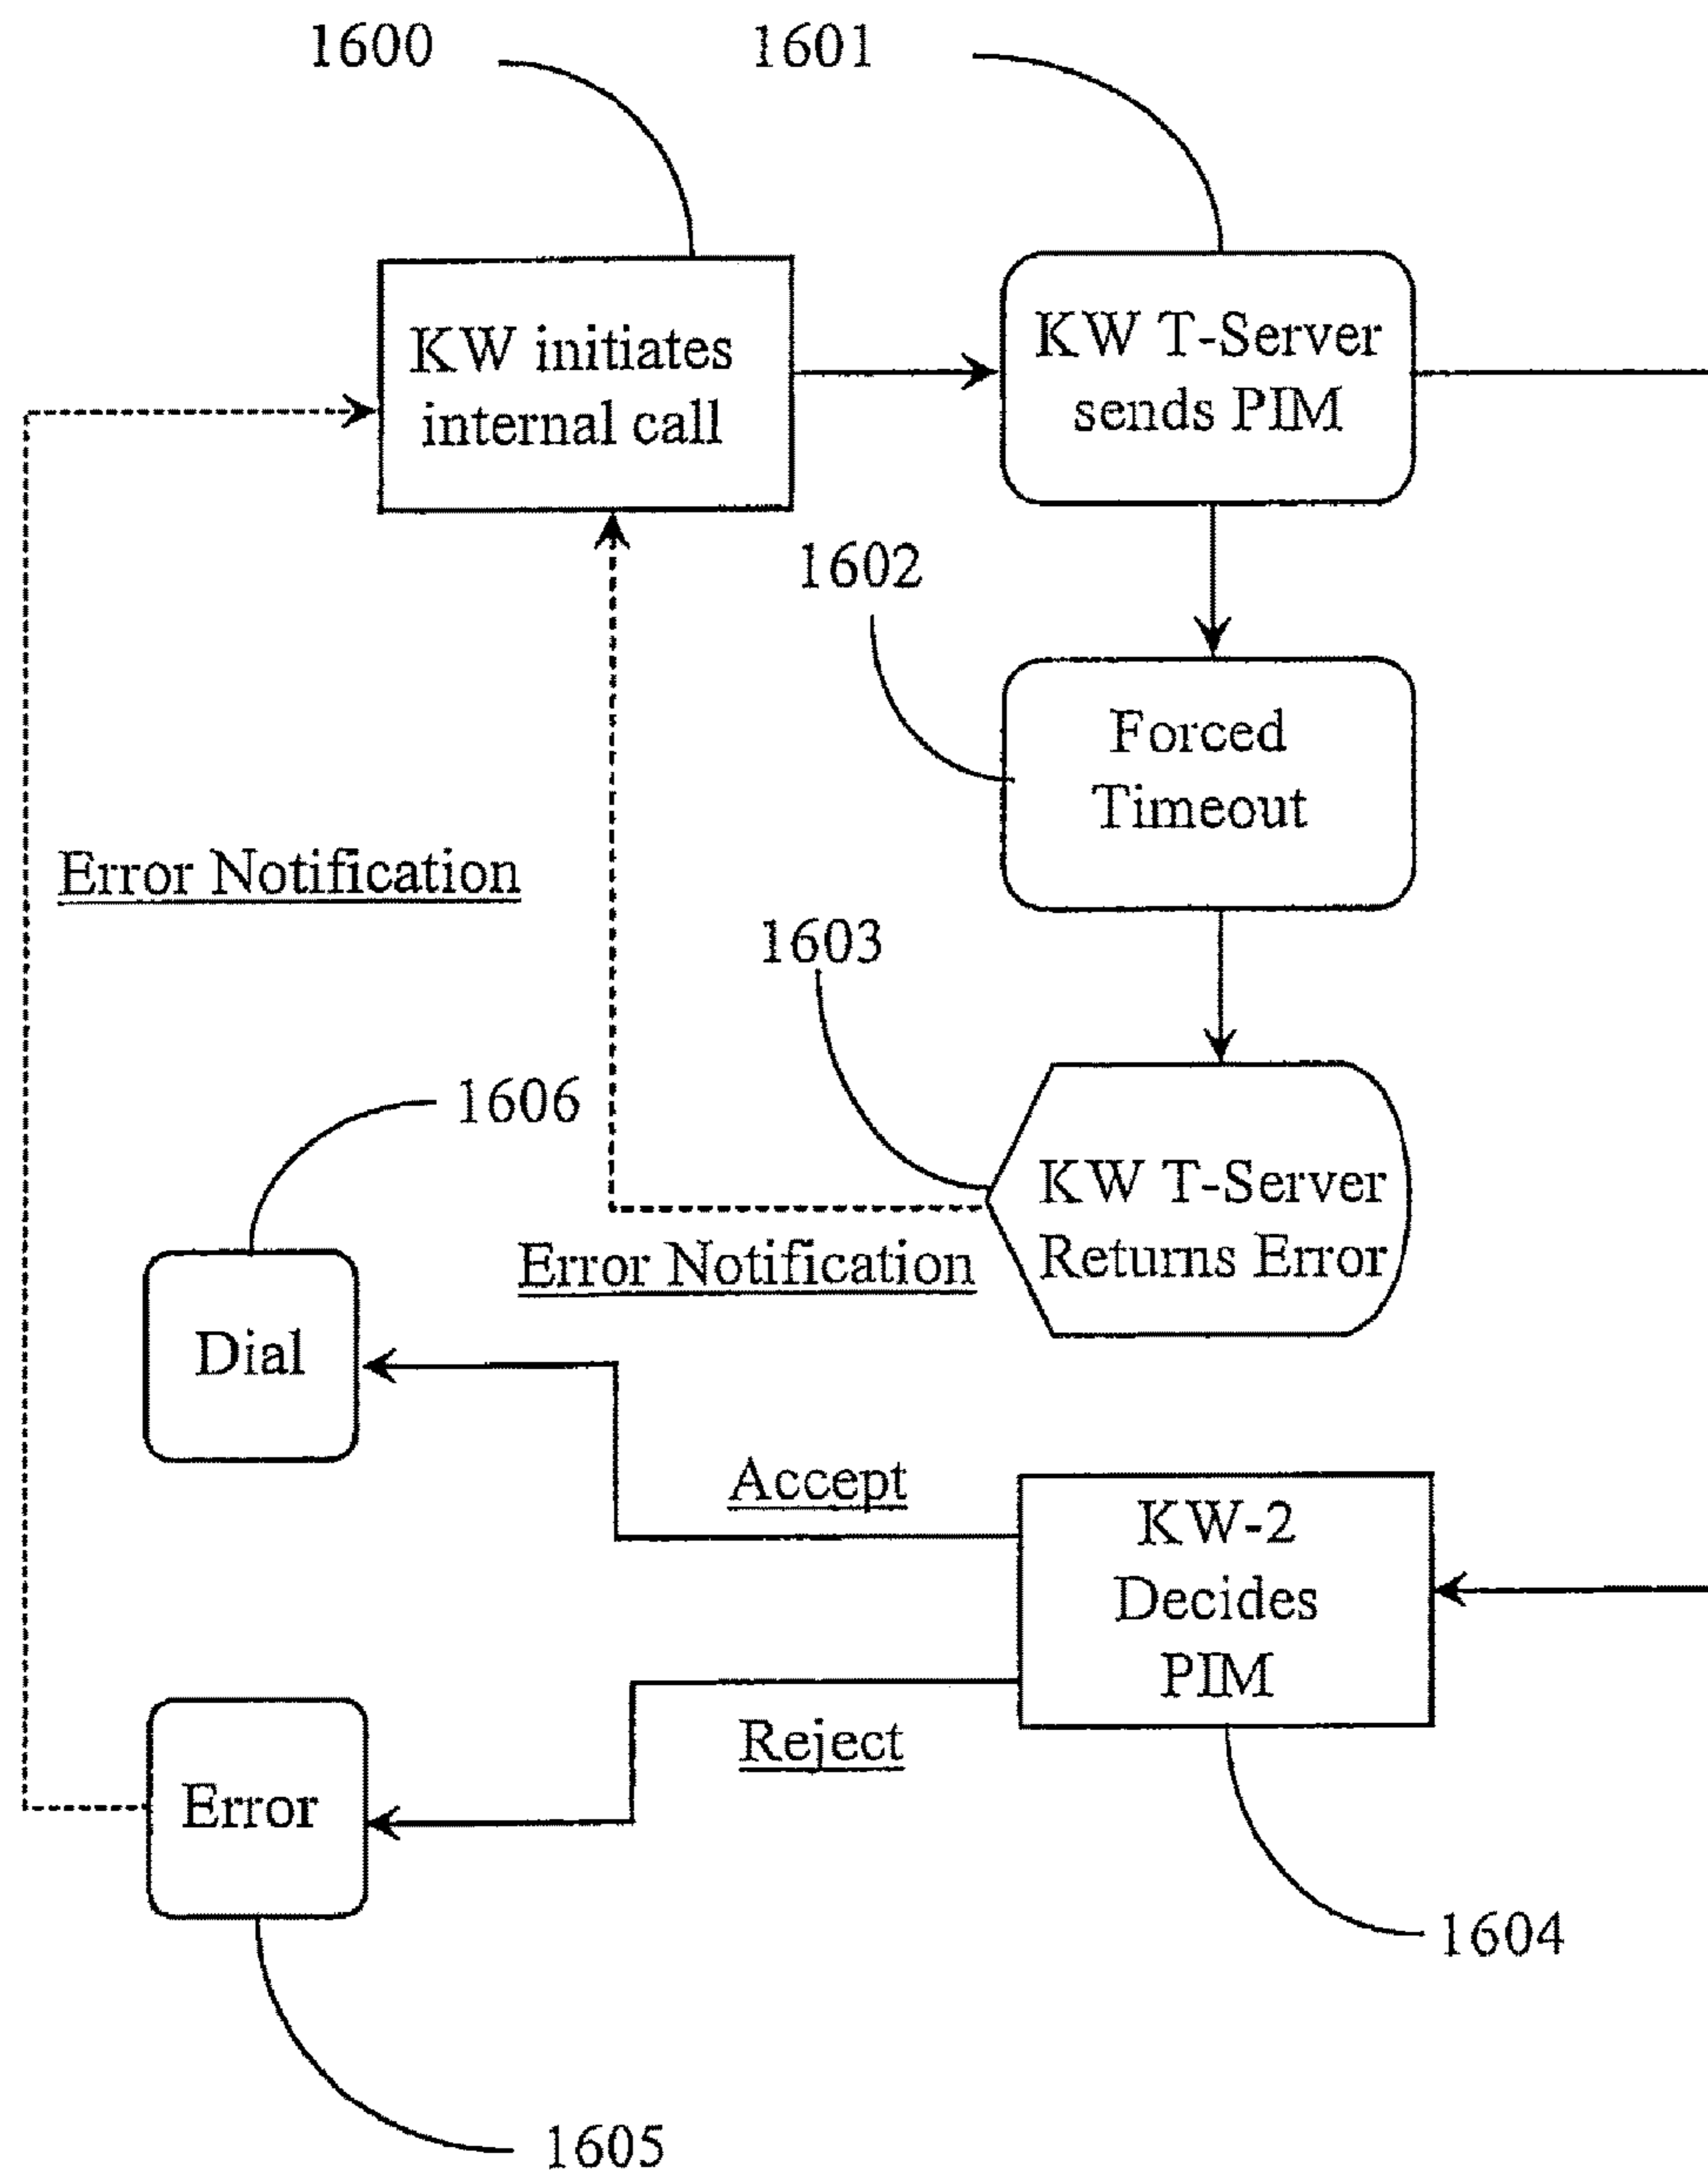 1600
1601
KW initiates
internal call
KW T-Server
sends PIM
1602
Forced
Timeout
Error Notification
1603
KW T-Server
Returns Error
1606
Error Notification
Dial
Accept
KW-2
Decides
PIM
Reject
Error
1604
1605